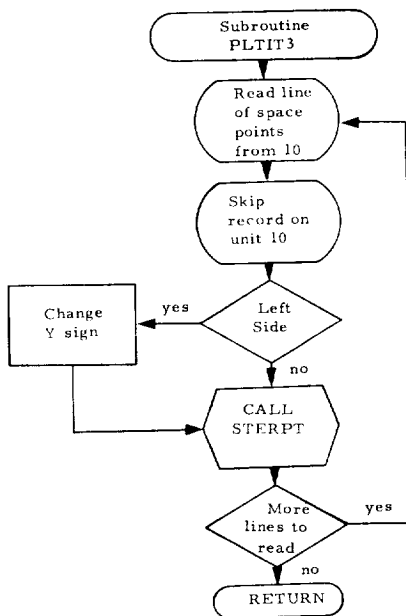 Subroutine
PLTIT3
Read line
of space
points
from 10
Skip
record on
unit 10
Left
Side
yes
Change
Y sign
no
CALL
STERPT
More
lines to
read
yes
no
RETURN